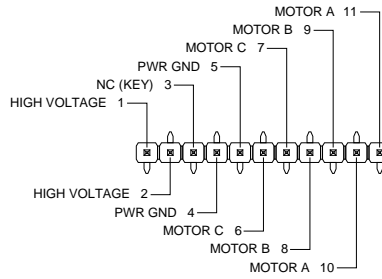 MOTOR A 11
MOTOR B 9
MOTOR C 7
PWR GND 5
NC (KEY) 3
HIGH VOLTAGE 1
HIGH VOLTAGE 2
PWR GND 4
MOTOR C 6
MOTOR B 8
MOTOR A 10